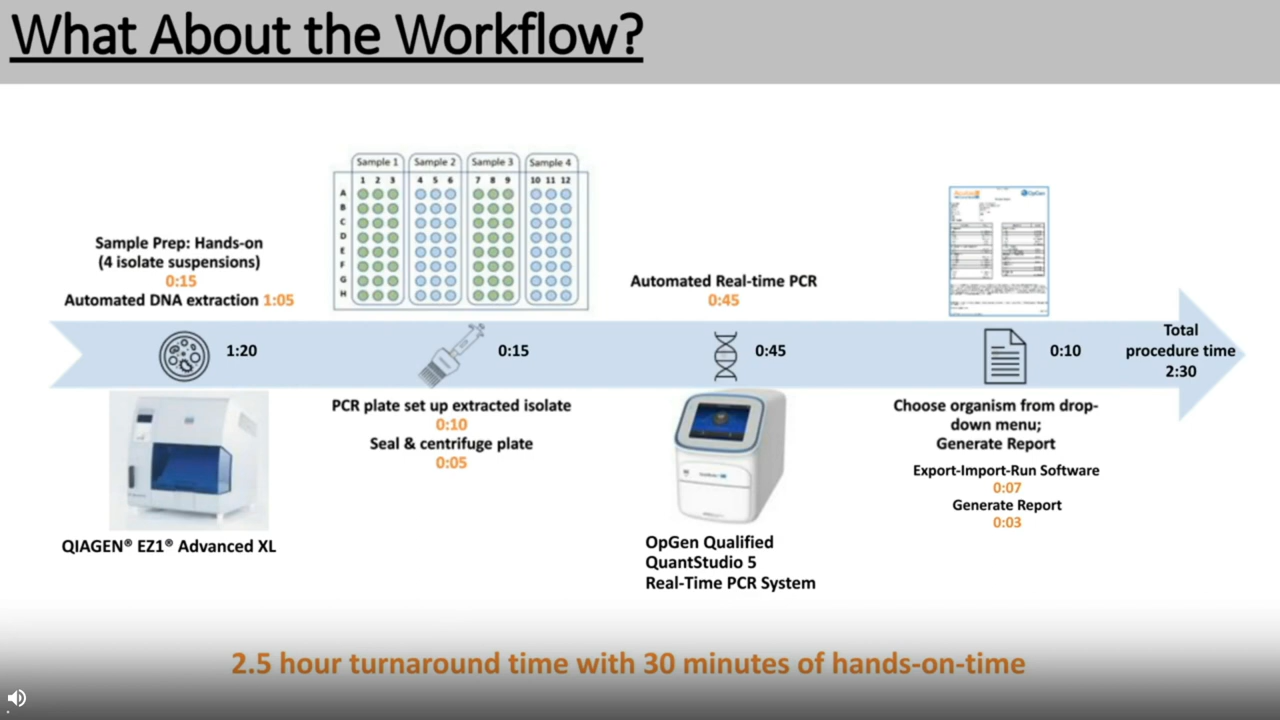 What About the Workflow?
Sample 1 Sample 2 Sample 3 Sample 4
1 2 3 4 5 6 7 8 9 10 11 12
A
B
C
D
E
F
G
H
Sample Prep: Hands-on
(4 isolate suspensions)
0:15
Automated DNA extraction 1:05
Automated Real-time PCR
0:45
OpGen
1:20
0:15
0:45
0:10
Total
procedure time
2:30
QIAGEN® EZ1® Advanced XL
PCR plate set up extracted isolate
0:10
Seal & centrifuge plate
0:05
OpGen Qualified
QuantStudio 5
Real-Time PCR System
Choose organism from drop-
down menu;
Generate Report
Export-Import-Run Software
0:07
Generate Report
0:03
2.5 hour turnaround time with 30 minutes of hands-on-time